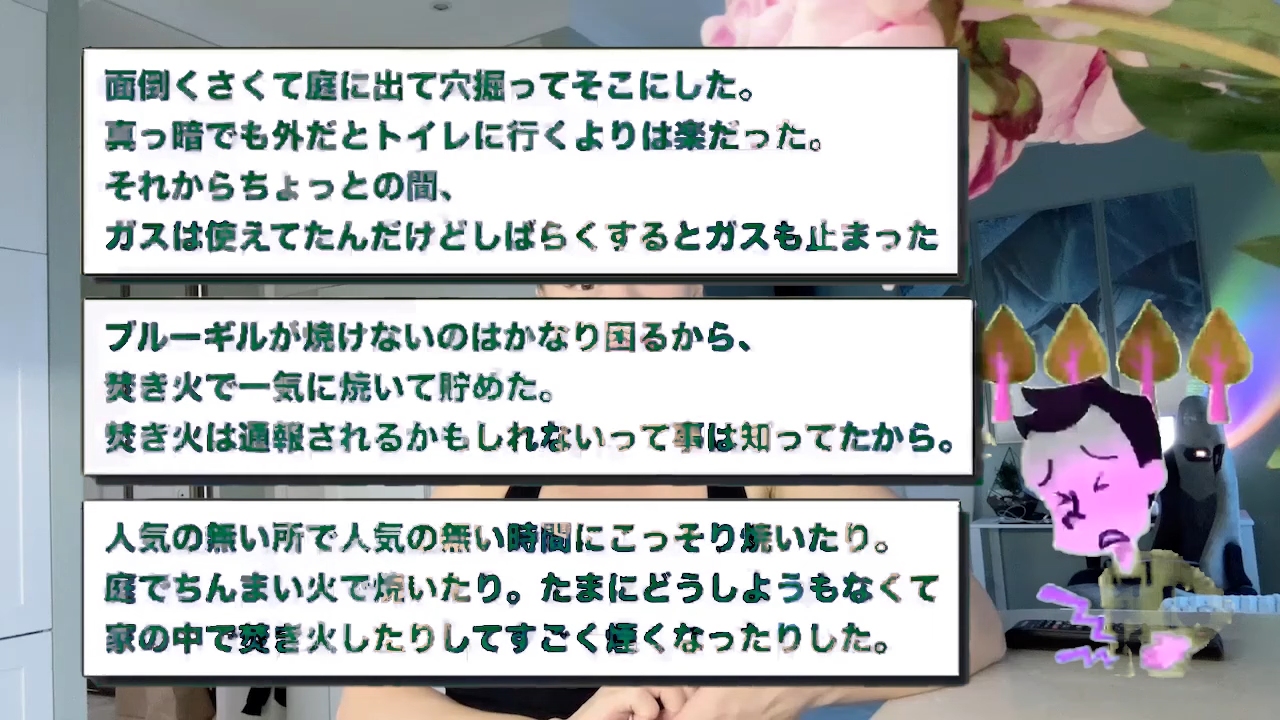 面倒くさくて庭に出て穴掘ってそこにした。
真っ暗でも外だとトイレに行くよりは楽だった。
それからちょっとの間、
ガスは使えてたんだけどしばらくするとガスも止まった
ブルーギルが焼けないのはかなり困るから、
焚き火で一気に焼いて貯めた。
焚き火は通報されるかもしれないって事は知ってたから。
人気の無い所で人気の無い時間にこっそり焼いたり。
庭でちんまい火で焼いたり。たまにどうしようもなくて
家の中で焚き火したりしてすごく煙くなったりした。